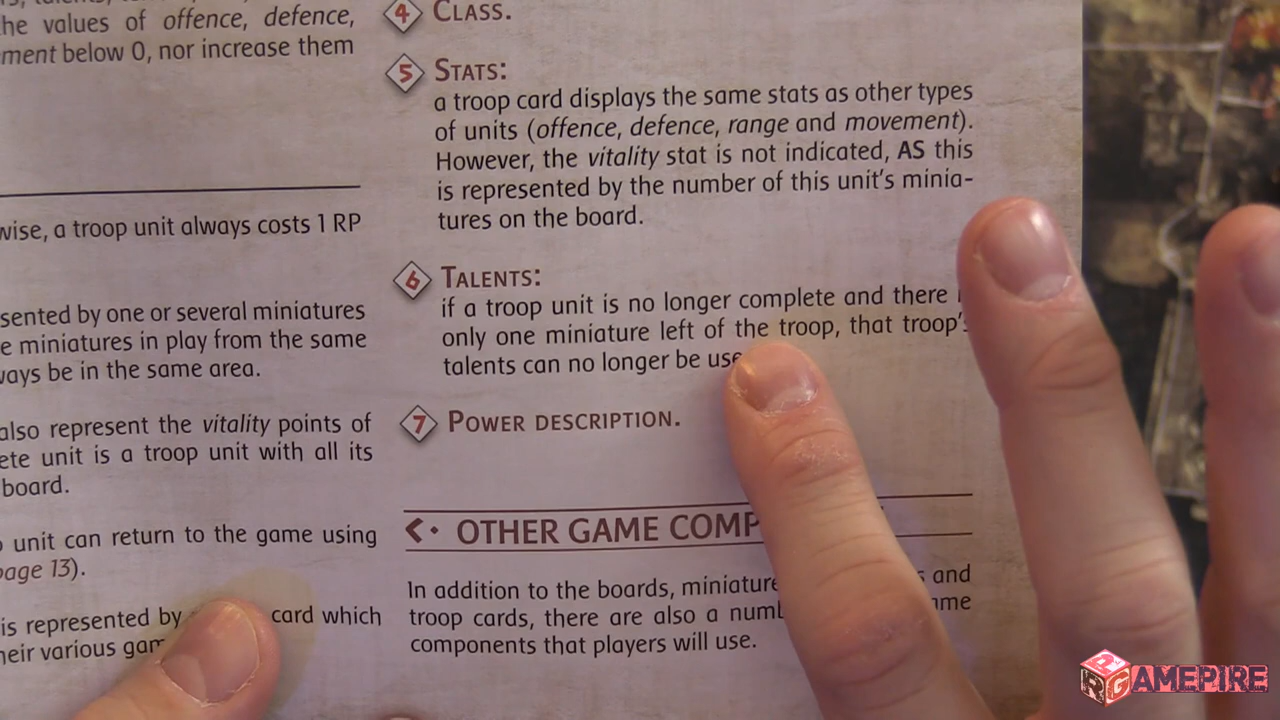 he values of offence, defence,
ment below 0, nor increase them
wise, a troop unit always costs 1 RP
sented by one or several miniatures
e miniatures in play from the same
ways be in the same area.
also represent the vitality points of
ete unit is a troop unit with all its
board.
unit can return to the game using
page 13).
is represented by card which
heir various gam
4 CLASS.
5 STATS:
a troop card displays the same stats as other types
of units (offence, defence, range and movement).
However, the vitality stat is not indicated, AS this
is represented by the number of this unit's minia-
tures on the board.
6 TALENTS:
if a troop unit is no longer complete and there
only one miniature left of the troop, that troop's
talents can no longer be use
7 POWER DESCRIPTION.
OTHER GAME COMP
In addition to the boards, miniature and
troop cards, there are also a numb me
components that players will use.
RPG GAMEPIRE